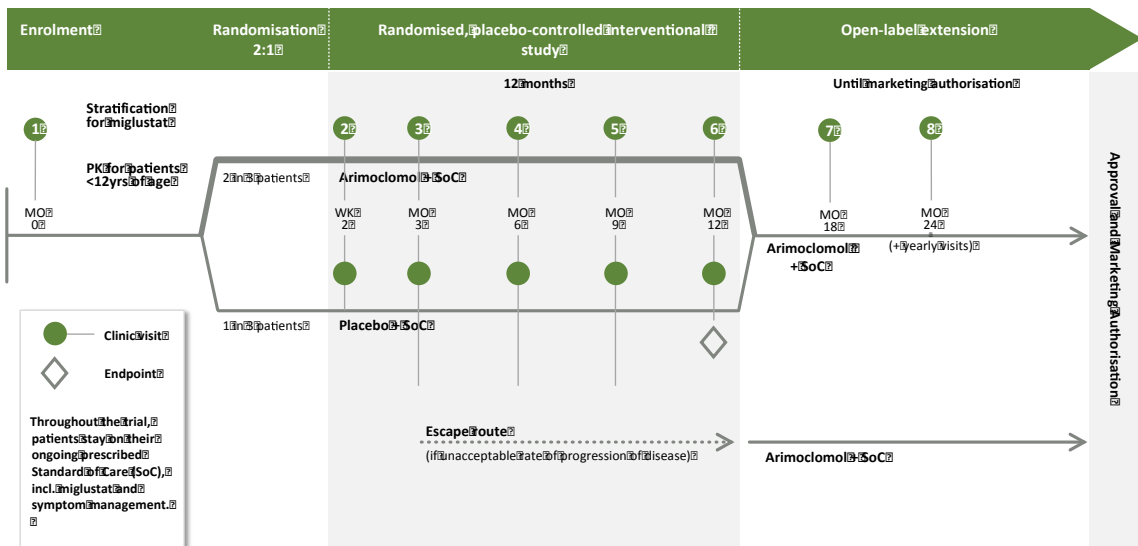 Enrolment
Randomisation
2:1
Randomised, placebo-controlled interventional
study
Open-label extension
12 months
Until marketing authorisation
Stratification
for miglustat
PK for patients
<12yrs of age
1
2
3
4
5
6
7
8
2 in 3 patients
Arimoclomol + SoC
MO
0
WK
2
MO
3
MO
6
MO
9
MO
12
MO
18
MO
24
(+ yearly visits)
Arimoclomol
+ SoC
1 in 3 patients
Placebo + SoC
Clinic visit
Endpoint
Throughout the trial,
patients stay on their
ongoing prescribed
Standard of Care (SoC),
incl. miglustat and
symptom management.
Escape route
(if unacceptable rate of progression of disease)
Arimoclomol + SoC
Approval and Marketing Authorisation